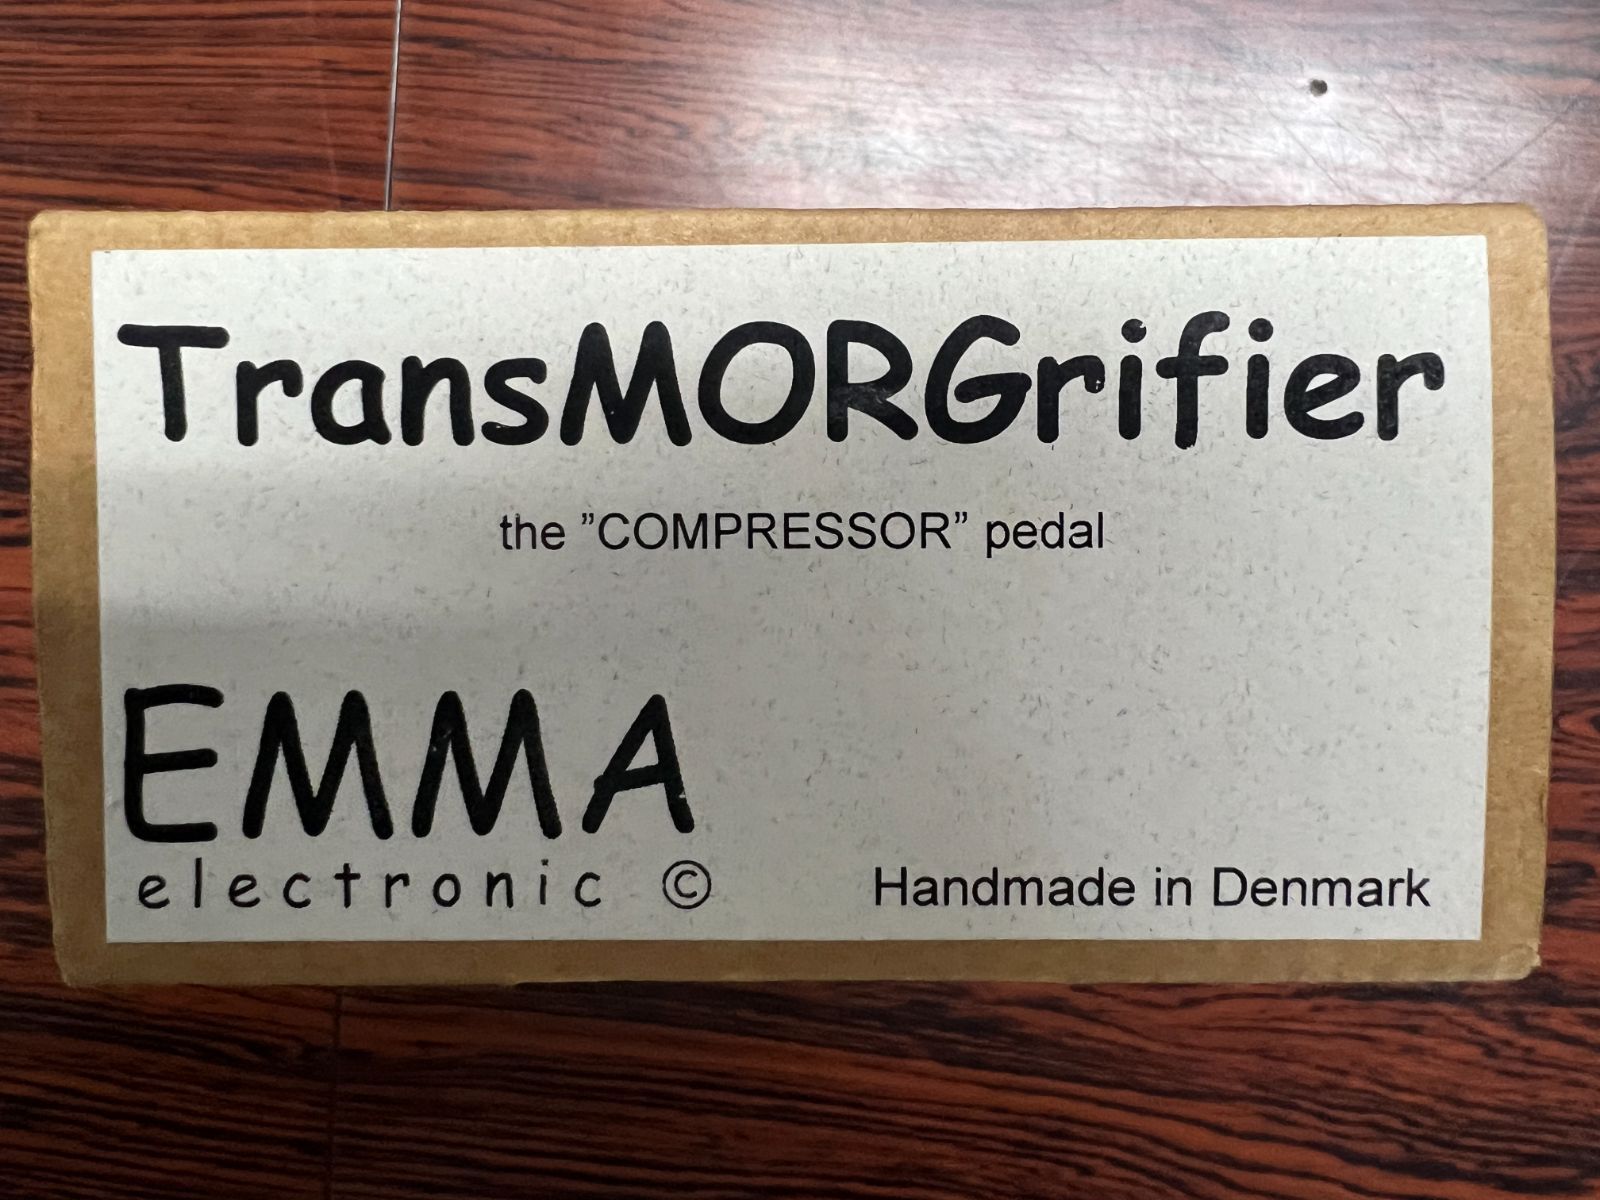 TransMORGrifier
the ”COMPRESSOR” pedal
EMMA
electronic ©
Handmade in Denmark